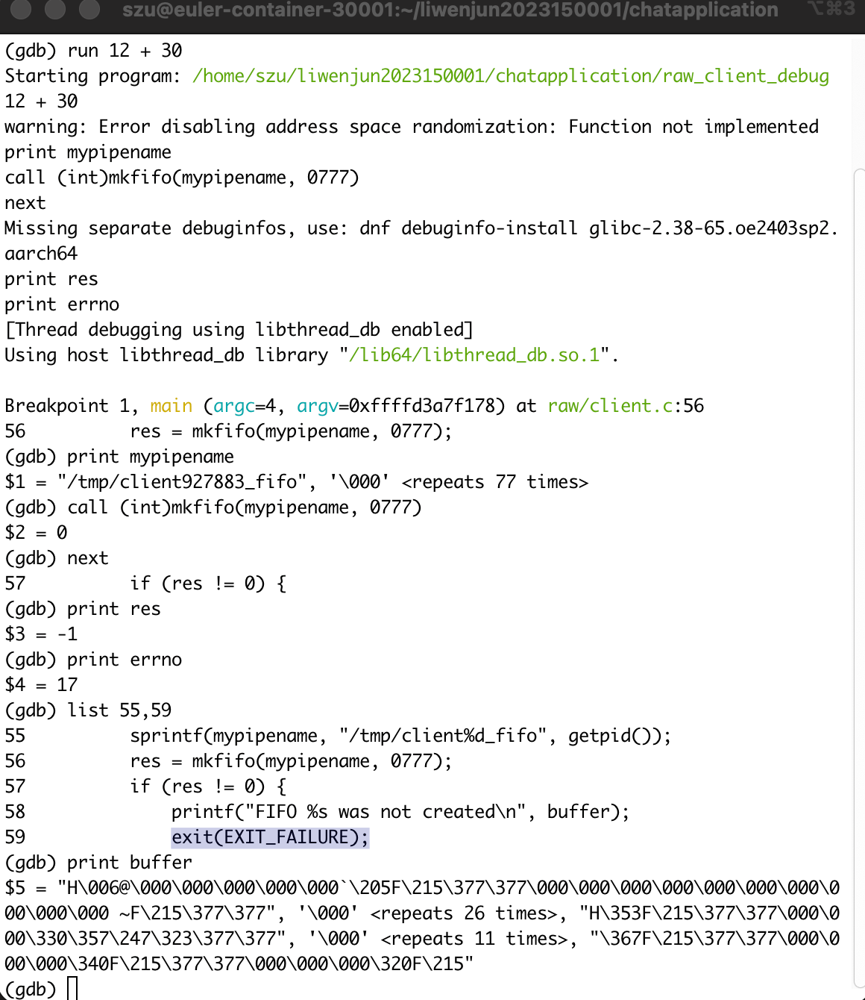 szu@euler-container-30001:~/liwenjun2023150001/chatapplication ⌥⌘3
(gdb) run 12 + 30
Starting program: /home/szu/liwenjun2023150001/chatapplication/raw_client_debug
12 + 30
warning: Error disabling address space randomization: Function not implemented
print mypipename
call (int)mkfifo(mypipename, 0777)
next
Missing separate debuginfos, use: dnf debuginfo-install glibc-2.38-65.oe2403sp2.
aarch64
print res
print errno
[Thread debugging using libthread_db enabled]
Using host libthread_db library "/lib64/libthread_db.so.1".

Breakpoint 1, main (argc=4, argv=0xffffd3a7f178) at raw/client.c:56
56          res = mkfifo(mypipename, 0777);
(gdb) print mypipename
$1 = "/tmp/client927883_fifo", '\000' <repeats 77 times>
(gdb) call (int)mkfifo(mypipename, 0777)
$2 = 0
(gdb) next
57          if (res != 0) {
(gdb) print res
$3 = -1
(gdb) print errno
$4 = 17
(gdb) list 55,59
55          sprintf(mypipename, "/tmp/client%d_fifo", getpid());
56          res = mkfifo(mypipename, 0777);
57          if (res != 0) {
58              printf("FIFO %s was not created\n", buffer);
59              exit(EXIT_FAILURE);
(gdb) print buffer
$5 = "H\006@\000\000\000\000\000`\205F\215\377\377\000\000\000\000\000\000\000\0
00\000\000 ~F\215\377\377", '\000' <repeats 26 times>, "H\353F\215\377\377\000\0
00\330\357\247\323\377\377", '\000' <repeats 11 times>, "\367F\215\377\377\000\0
00\000\340F\215\377\377\000\000\000\320F\215"
(gdb)